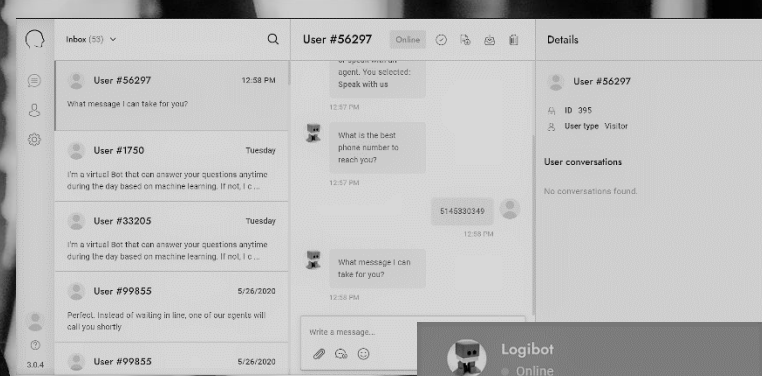 Inbox (53)
User #56297
12:58 PM
What message I can take for you?
User #1750
Tuesday
I'm a virtual Bot that can answer your questions anytime
during the day based on machine learning. If not, I c ...
User #33205
Tuesday
I'm a virtual Bot that can answer your questions anytime
during the day based on machine learning. If not, I c ...
User #99855
5/26/2020
Perfect. Instead of waiting in line, one of our agents will
call you shortly
User #99855
5/26/2020
3.0.4
User #56297
Online
or speak with an
agent. You selected:
Speak with us
12:57 PM
What is the best
phone number to
reach you?
12:57 PM
5145330349
12:58 PM
What message I can
take for you?
12:58 PM
Write a message...
Logibot
Online
Details
User #56297
ID 395
User type Visitor
User conversations
No conversations found.